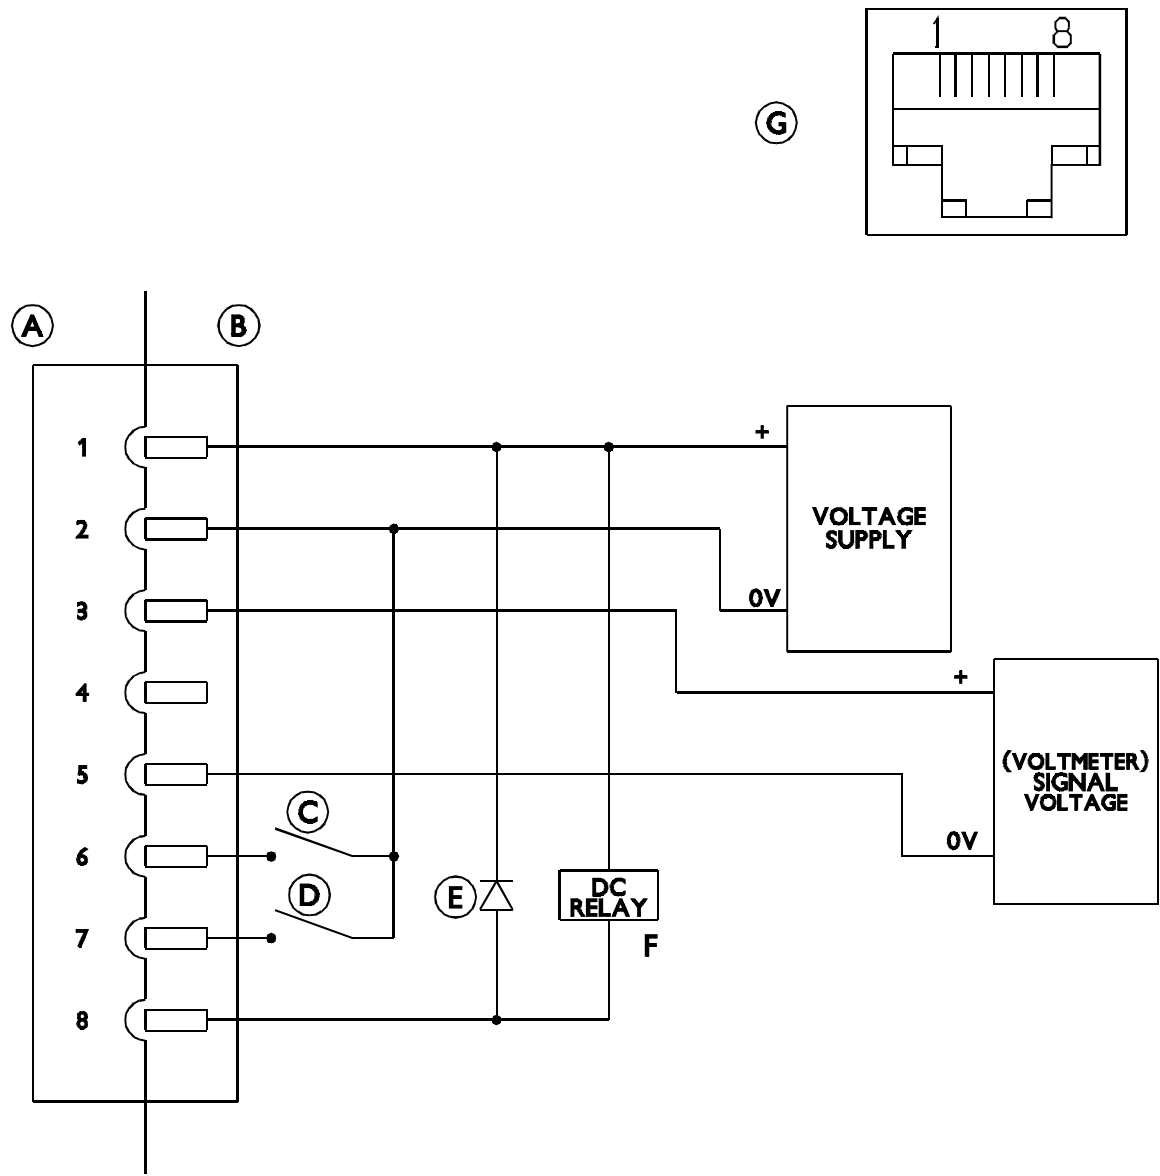 1 8
G
A B
1
+
VOLTAGE
SUPPLY
2
0V
3
+
4
(VOLTMETER)
SIGNAL
VOLTAGE
5
C
0V
6
D
E
DC
RELAY
7
F
8